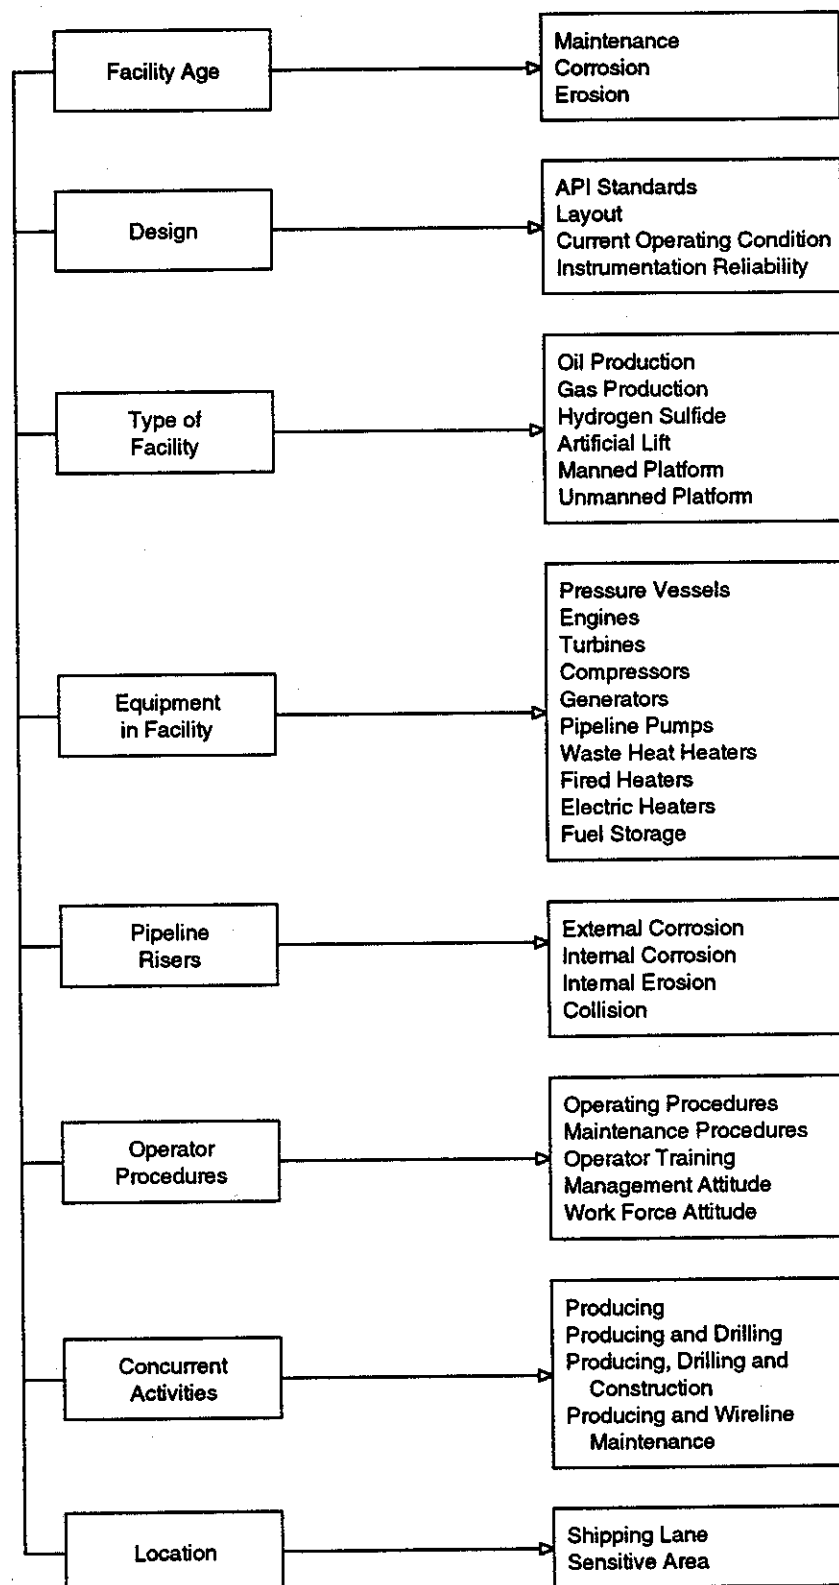 Facility Age
Maintenance
Corrosion
Erosion
Design
API Standards
Layout
Current Operating Condition
Instrumentation Reliability
Type of
Facility
Oil Production
Gas Production
Hydrogen Sulfide
Artificial Lift
Manned Platform
Unmanned Platform
Equipment
in Facility
Pressure Vessels
Engines
Turbines
Compressors
Generators
Pipeline Pumps
Waste Heat Heaters
Fired Heaters
Electric Heaters
Fuel Storage
Pipeline
Risers
External Corrosion
Internal Corrosion
Internal Erosion
Collision
Operator
Procedures
Operating Procedures
Maintenance Procedures
Operator Training
Management Attitude
Work Force Attitude
Concurrent
Activities
Producing
Producing and Drilling
Producing, Drilling and
Construction
Producing and Wireline
Maintenance
Location
Shipping Lane
Sensitive Area